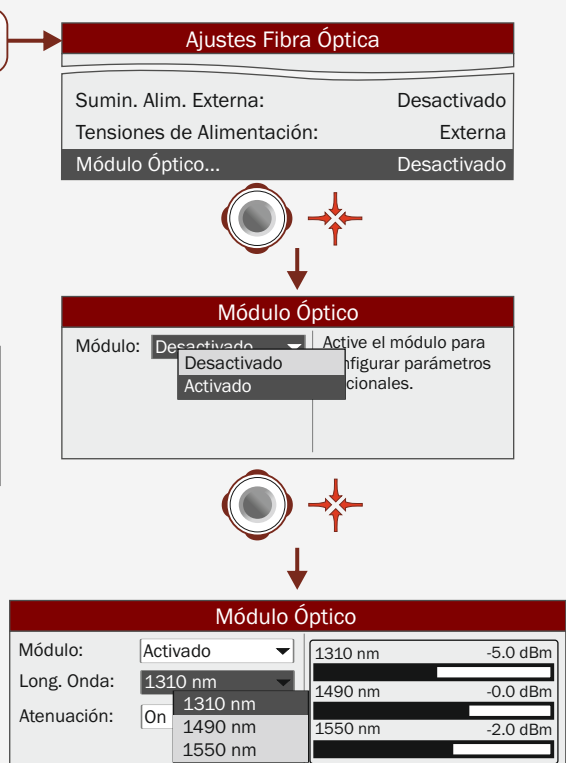 Ajustes Fibra Óptica
Sumin. Alim. Externa: Desactivado
Tensiones de Alimentación: Externa
Módulo Óptico... Desactivado
Módulo Óptico
Módulo: Desactivado
Desactivado
Activado
Active el módulo para
parámetros
Módulo Óptico
Módulo: Activado
Long. Onda: 1310 nm
Atenuación: On
1310 nm
1490 nm
1550 nm
1310 nm -5.0 dBm
1490 nm -0.0 dBm
1550 nm -2.0 dBm